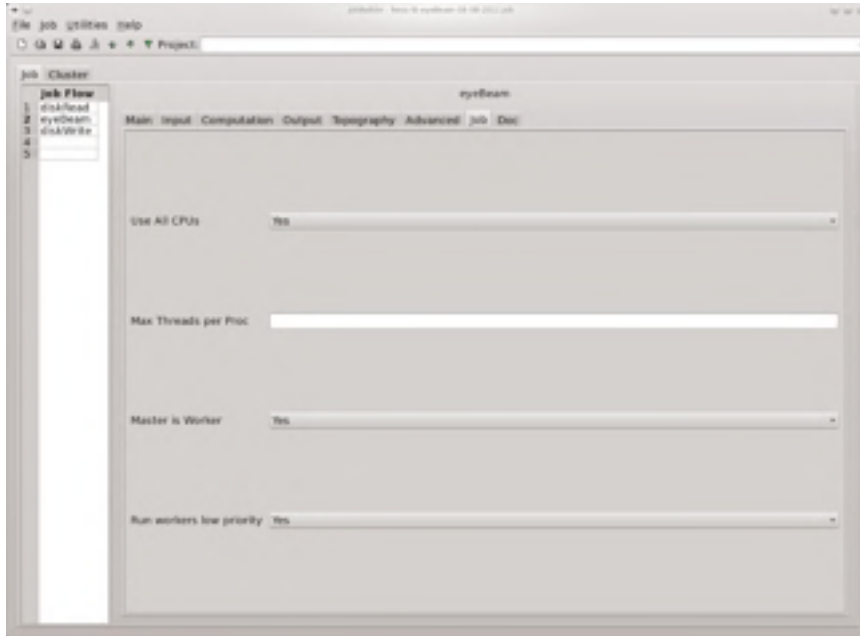 File Job Utilities Help
Project:
Job Cluster
Job Flow
1 diskRead
2 eyeBeam
3 diskWrite
4
5
eyeBeam
Main Input Computation Output Topography Advanced Job Doc
Use All CPUs Yes
Max Threads per Proc
Master is Worker Yes
Run workers low priority Yes